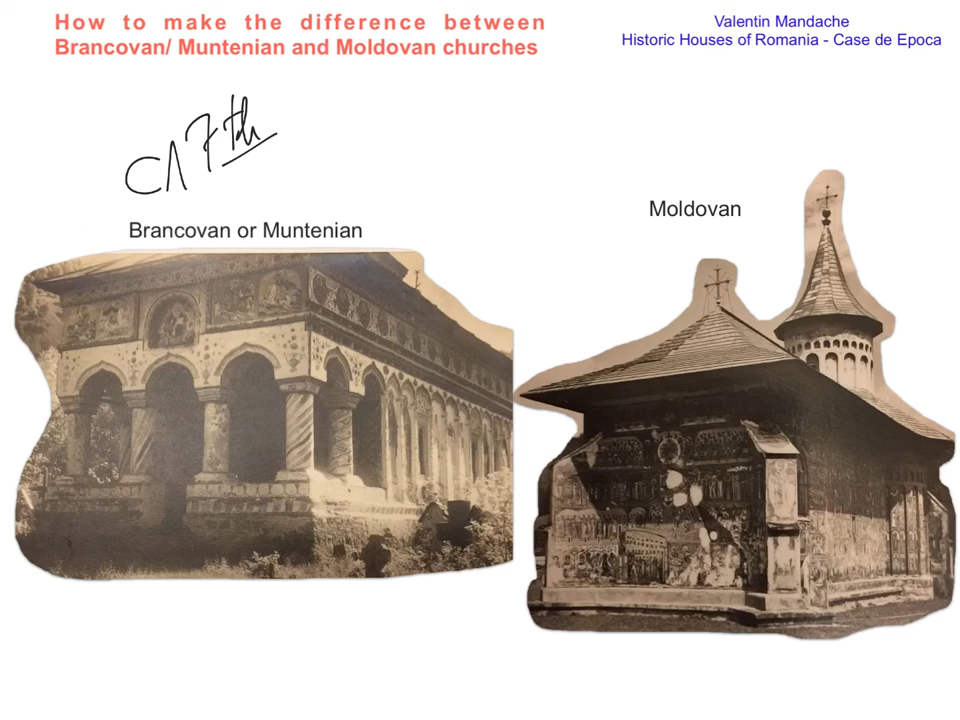 How to make the difference between
Brancovan/ Muntenian and Moldovan churches
Valentin Mandache
Historic Houses of Romania - Case de Epoca
C17th
Brancovan or Muntenian
Moldovan